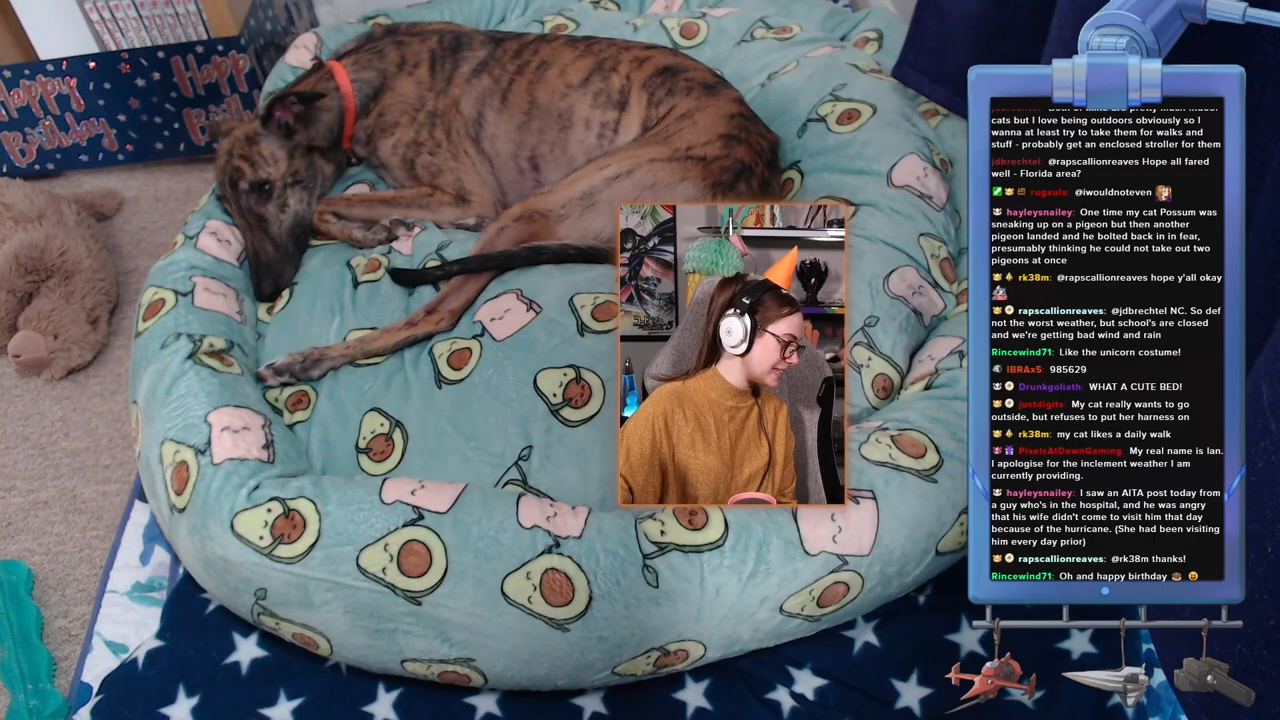 Happy
Birthday
Happy
cats but I love being outdoors obviously so I
wanna at least try to take them for walks and
stuff - probably get an enclosed stroller for them
jdbrechtel: @rapscallionreaves Hope all fared
well - Florida area?
rugxulo: @iwouldnoteven
hayleysnailey: One time my cat Possum was
sneaking up on a pigeon but then another
pigeon landed and he bolted back in in fear,
presumably thinking he could not take out two
pigeons at once
rk38m: @rapscallionreaves hope y'all okay
rapscallionreaves: @jdbrechtel NC. So def
not the worst weather, but school's are closed
and we're getting bad wind and rain
Rincewind71: Like the unicorn costume!
IBRAx5: 985629
Drunkgoliath: WHAT A CUTE BED!
justdigits: My cat really wants to go
outside, but refuses to put her harness on
rk38m: my cat likes a daily walk
PixelsAtDawnGaming: My real name is Ian.
I apologise for the inclement weather I am
currently providing.
hayleysnailey: I saw an AITA post today from
a guy who's in the hospital, and he was angry
that his wife didn't come to visit him that day
because of the hurricane. (She had been visiting
him every day prior)
rapscallionreaves: @rk38m thanks!
Rincewind71: Oh and happy birthday